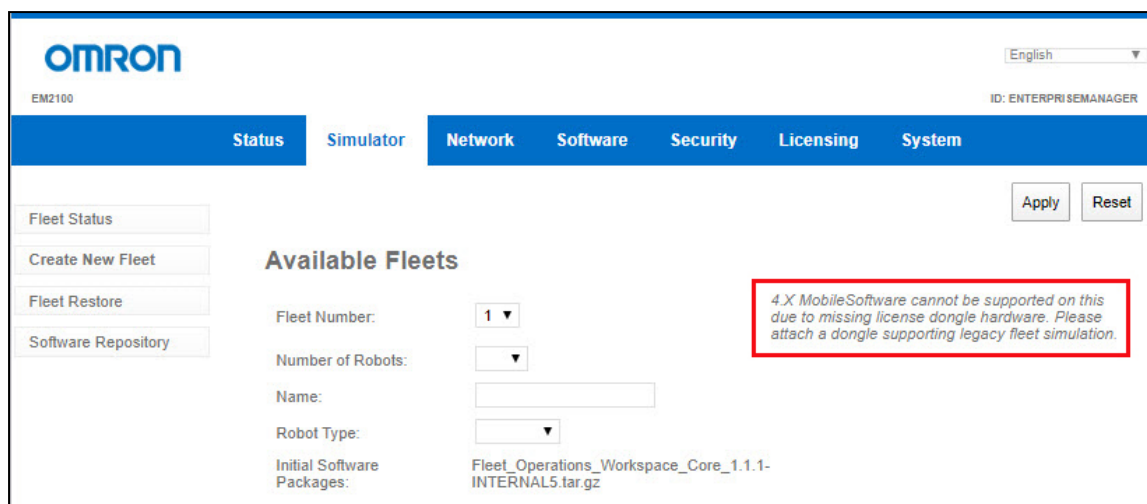 OMRON
English
EM2100
ID: ENTERPRISEMANAGER
Status Simulator Network Software Security Licensing System
Apply Reset
Fleet Status
Create New Fleet
Fleet Restore
Software Repository
Available Fleets
Fleet Number: 1
Number of Robots:
Name:
Robot Type:
Initial Software
Packages:
Fleet_Operations_Workspace_Core_1.1.1-
INTERNAL5.tar.gz
4.X MobileSoftware cannot be supported on this
due to missing license dongle hardware. Please
attach a dongle supporting legacy fleet simulation.